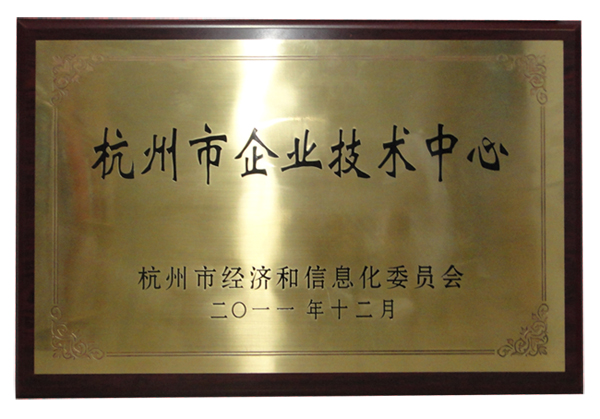 杭州市企业技术中心
杭州市经济和信息化委员会
二〇一一年十二月